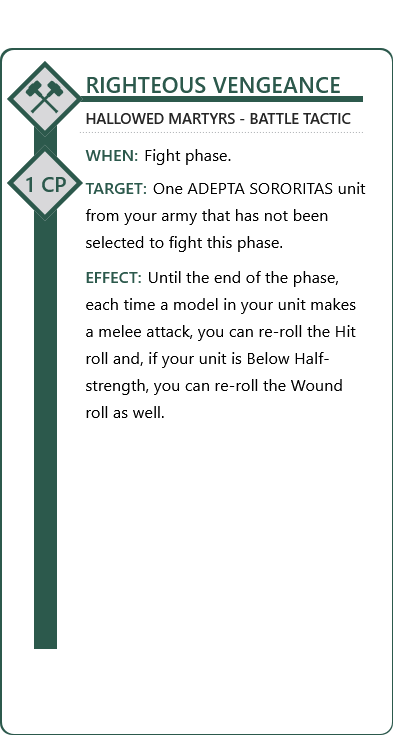 RIGHTEOUS VENGEANCE
HALLOWED MARTYRS - BATTLE TACTIC
WHEN: Fight phase.
1 CP
TARGET: One ADEPTA SORORITAS unit
from your army that has not been
selected to fight this phase.
EFFECT: Until the end of the phase,
each time a model in your unit makes
a melee attack, you can re-roll the Hit
roll and, if your unit is Below Half-
strength, you can re-roll the Wound
roll as well.